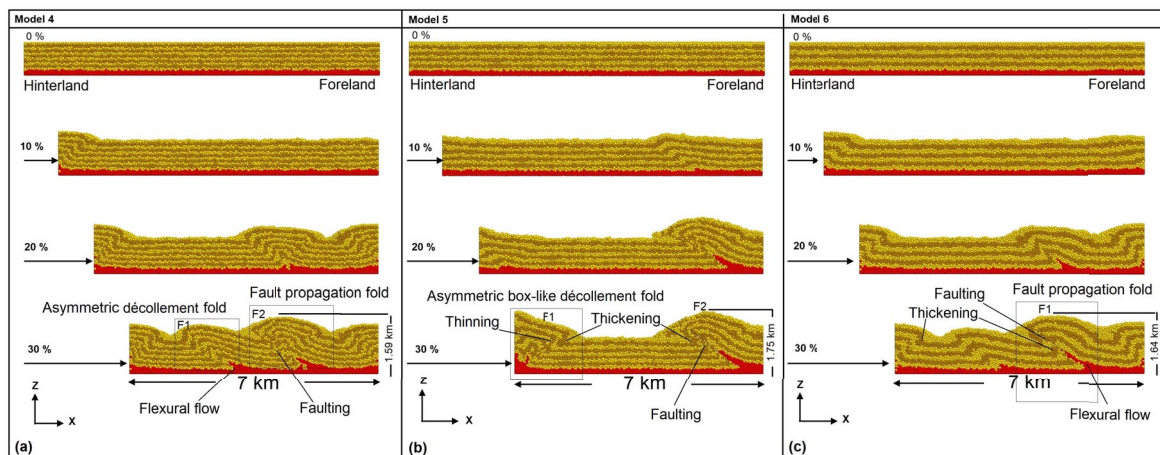 Model 4
0 %
Hinterland
Foreland
10 %
20 %
Asymmetric décollement fold
Fault propagation fold
F1
F2
30 %
1.59 km
7 km
Flexural flow
Faulting
Z
X
(a)
Model 5
0 %
Hinterland
Foreland
10 %
20 %
Asymmetric box-like décollement fold
F2
Thinning
F1
Thickening
30 %
1.75 km
7 km
Faulting
Z
X
(b)
Model 6
0 %
Hinterland
Foreland
10 %
20 %
Faulting
Fault propagation fold
Thickening
F1
30 %
1.64 km
7 km
Flexural flow
Z
X
(c)